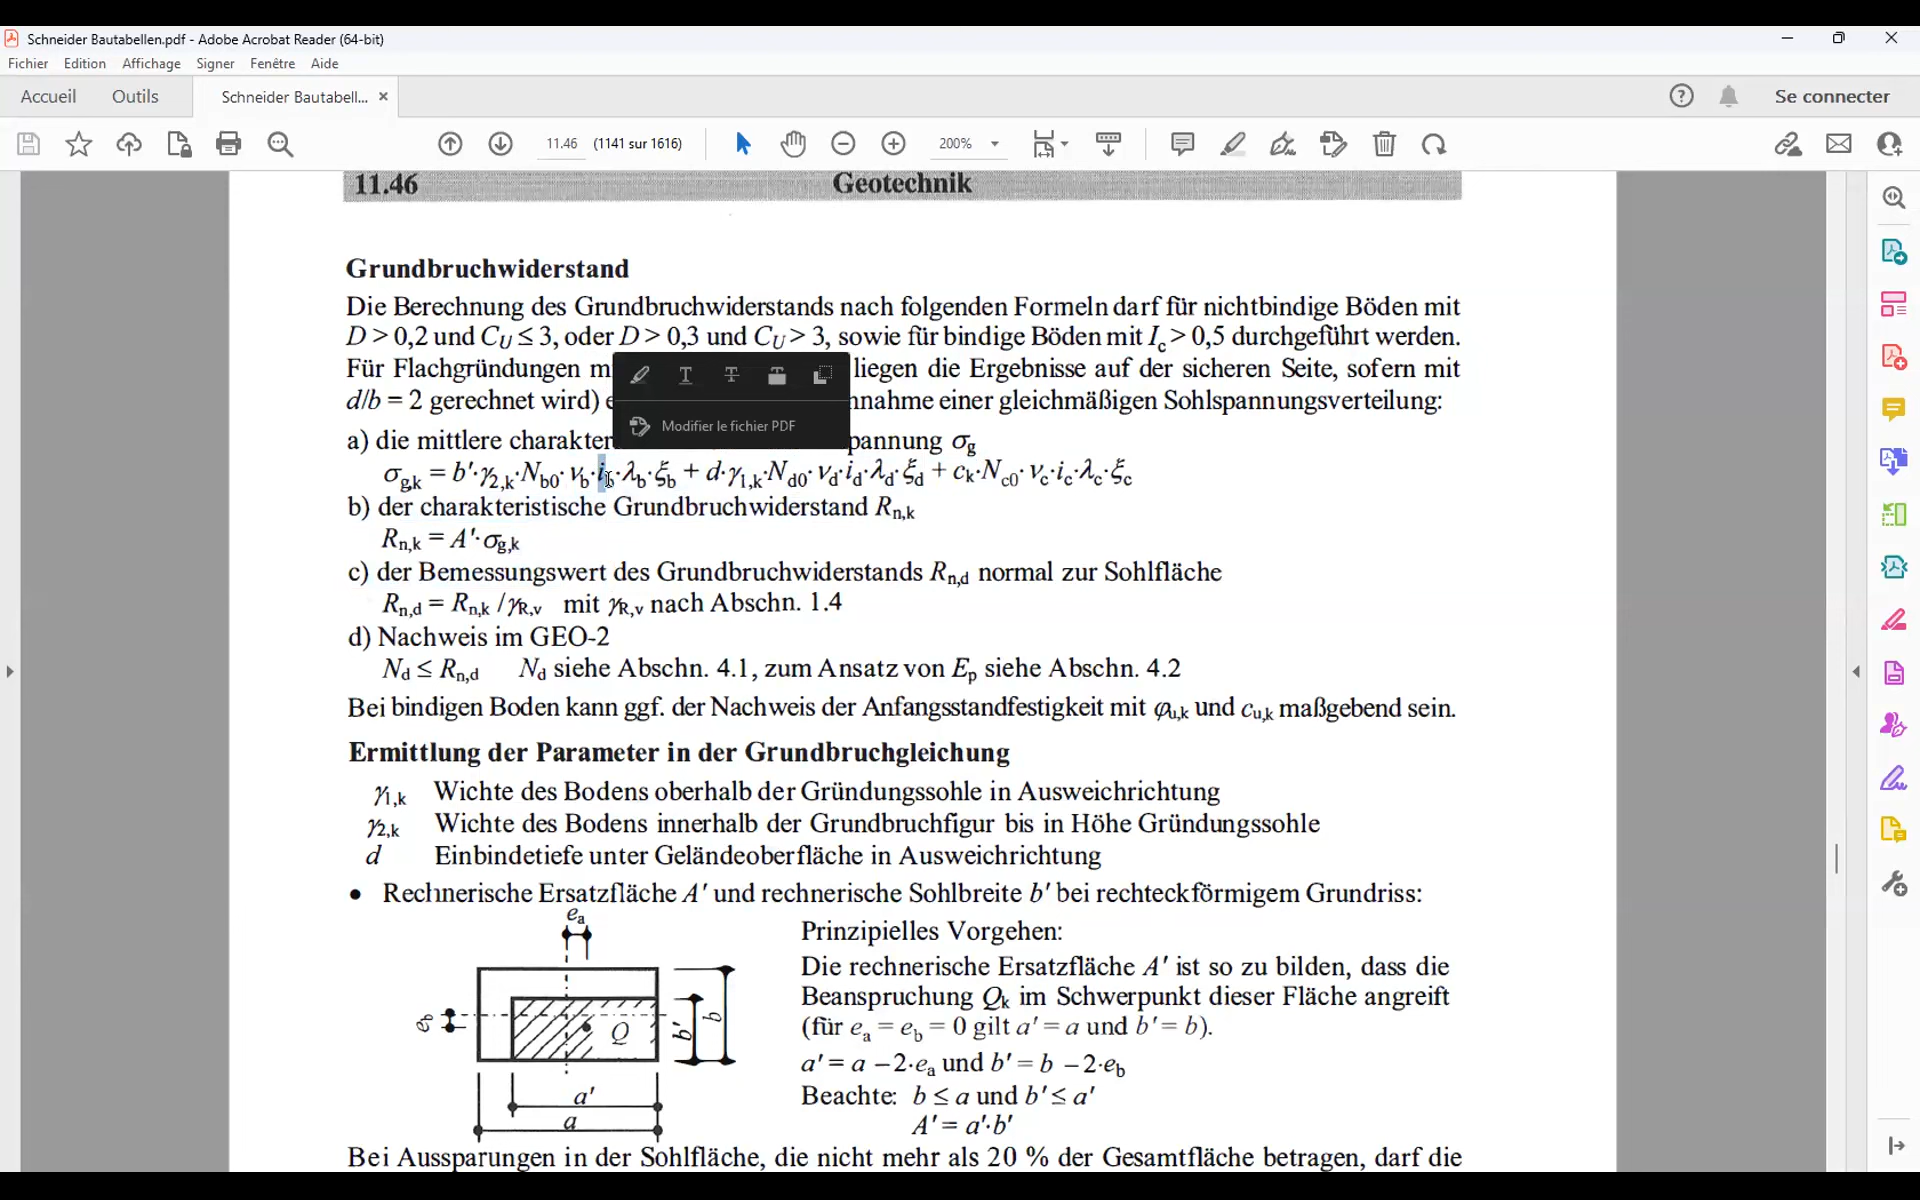 Schneider Bautabellen.pdf - Adobe Acrobat Reader (64-bit)
Fichier Edition Affichage Signer Fenêtre Aide
Accueil Outils Schneider Bautabell... ×
Se connecter
11.46 (1141 sur 1616) 200%
11.46 Geotechnik
Grundbruchwiderstand
Die Berechnung des Grundbruchwiderstands nach folgenden Formeln darf für nichtbindige Böden mit
D > 0,2 und C_U ≤ 3, oder D > 0,3 und C_U > 3, sowie für bindige Böden mit I_c > 0,5 durchgeführt werden.
Für Flachgründungen liegen die Ergebnisse auf der sicheren Seite, sofern mit
d/b = 2 gerechnet wird) einer gleichmäßigen Sohlspannungsverteilung:
Modifier le fichier PDF
a) die mittlere σ_g
σ_g,k = b'·γ_2,k·N_b0·ν_b·i_b·λ_b·ξ_b + d·γ_1,k·N_d0·ν_d·i_d·λ_d·ξ_d + c_k·N_c0·ν_c·i_c·λ_c·ξ_c
b) der charakteristische Grundbruchwiderstand R_n,k
R_n,k = A'·σ_g,k
c) der Bemessungswert des Grundbruchwiderstands R_n,d normal zur Sohlfläche
R_n,d = R_n,k / γ_R,v mit γ_R,v nach Abschn. 1.4
d) Nachweis im GEO-2
N_d ≤ R_n,d N_d siehe Abschn. 4.1, zum Ansatz von E_p siehe Abschn. 4.2
Bei bindigen Boden kann ggf. der Nachweis der Anfangsstandfestigkeit mit φ_u,k und c_u,k maßgebend sein.
Ermittlung der Parameter in der Grundbruchgleichung
γ_1,k Wichte des Bodens oberhalb der Gründungssohle in Ausweichrichtung
γ_2,k Wichte des Bodens innerhalb der Grundbruchfigur bis in Höhe Gründungssohle
d Einbindetiefe unter Geländeoberfläche in Ausweichrichtung
• Rechnerische Ersatzfläche A' und rechnerische Sohlbreite b' bei rechteckförmigem Grundriss:
e_a
e_b
Q
b'
b
a'
a
Prinzipielles Vorgehen:
Die rechnerische Ersatzfläche A' ist so zu bilden, dass die
Beanspruchung Q_k im Schwerpunkt dieser Fläche angreift
(für e_a = e_b = 0 gilt a' = a und b' = b).
a' = a − 2·e_a und b' = b − 2·e_b
Beachte: b ≤ a und b' ≤ a'
A' = a'·b'
Bei Aussparungen in der Sohlfläche, die nicht mehr als 20 % der Gesamtfläche betragen, darf die